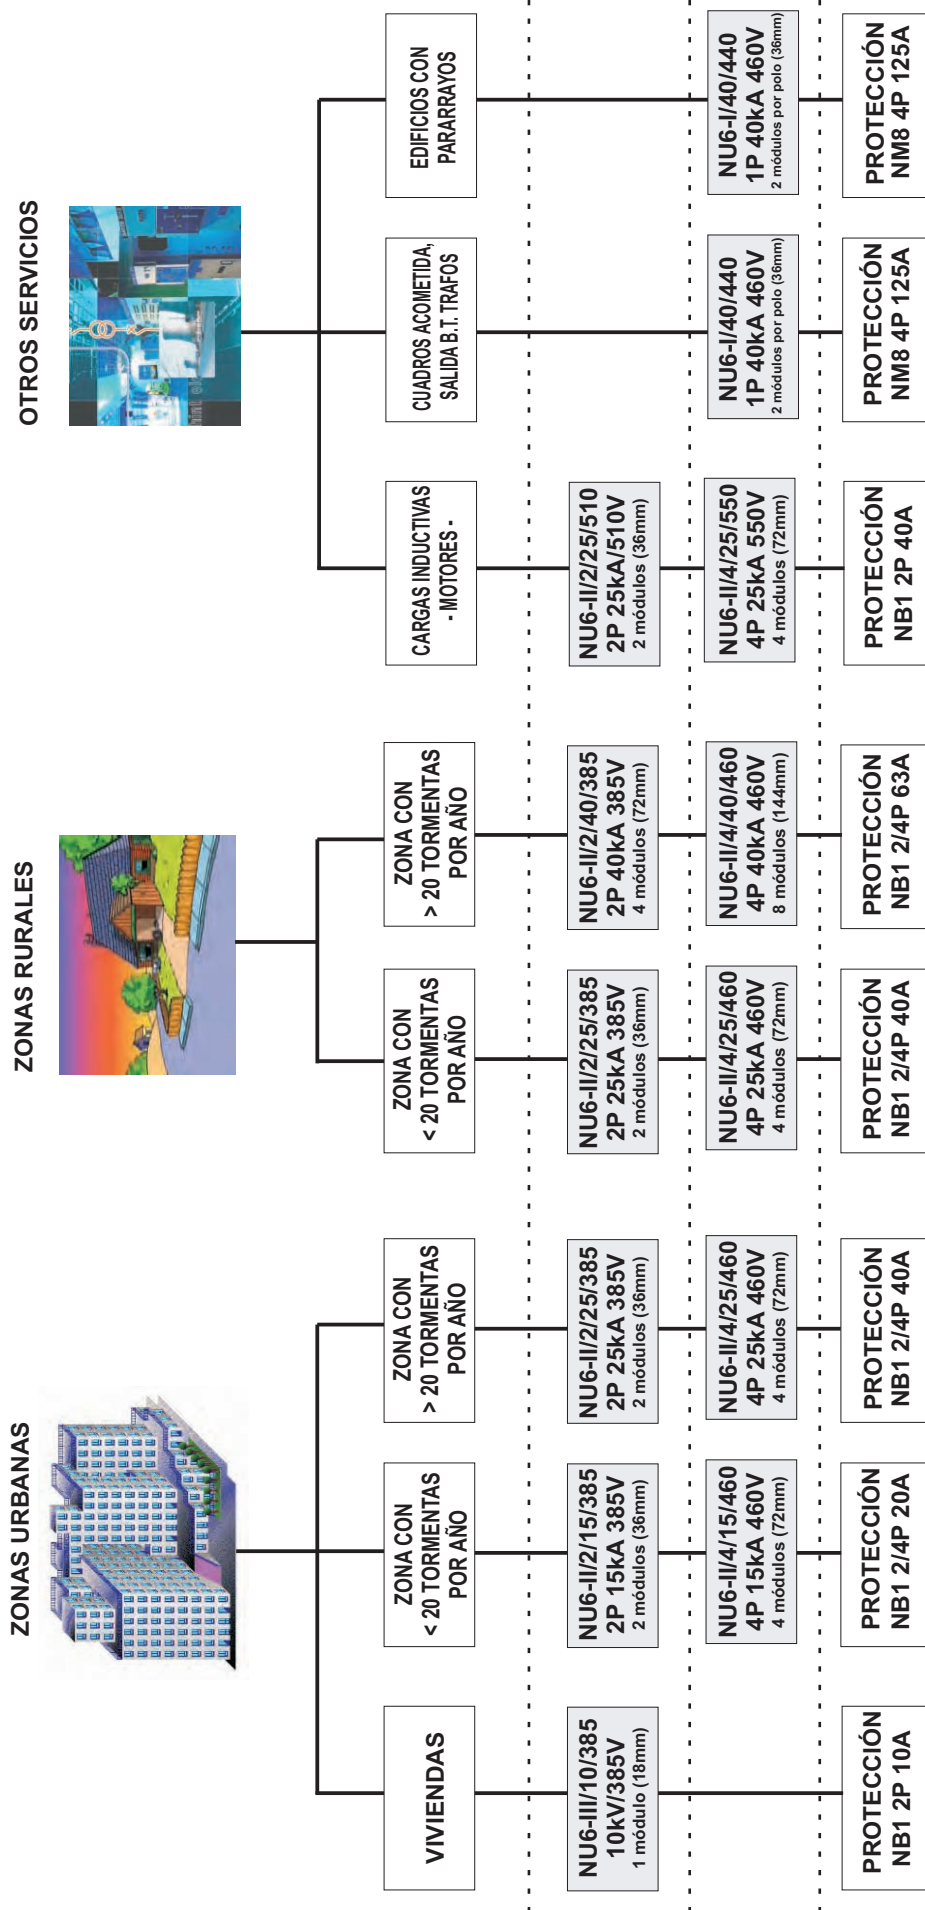 ZONAS URBANAS
VIVIENDAS
NU6-III/10/385
10kV/385V
1 módulo (18mm)
PROTECCIÓN
NB1 2P 10A
ZONA CON
< 20 TORMENTAS
POR AÑO
NU6-II/2/15/385
2P 15kA 385V
2 módulos (36mm)
NU6-II/4/15/460
4P 15kA 460V
4 módulos (72mm)
PROTECCIÓN
NB1 2/4P 20A
ZONA CON
> 20 TORMENTAS
POR AÑO
NU6-II/2/25/385
2P 25kA 385V
2 módulos (36mm)
NU6-II/4/25/460
4P 25kA 460V
4 módulos (72mm)
PROTECCIÓN
NB1 2/4P 40A
ZONAS RURALES
ZONA CON
< 20 TORMENTAS
POR AÑO
NU6-II/2/25/385
2P 25kA 385V
2 módulos (36mm)
NU6-II/4/25/460
4P 25kA 460V
4 módulos (72mm)
PROTECCIÓN
NB1 2/4P 40A
ZONA CON
> 20 TORMENTAS
POR AÑO
NU6-II/2/40/385
2P 40kA 385V
4 módulos (72mm)
NU6-II/4/40/460
4P 40kA 460V
8 módulos (144mm)
PROTECCIÓN
NB1 2/4P 63A
OTROS SERVICIOS
CARGAS INDUCTIVAS
- MOTORES -
NU6-II/2/25/510
2P 25kA/510V
2 módulos (36mm)
NU6-II/4/25/550
4P 25kA 550V
4 módulos (72mm)
PROTECCIÓN
NB1 2P 40A
CUADROS ACOMETIDA,
SALIDA B.T. TRAFOS
NU6-I/40/440
1P 40kA 460V
2 módulos por polo (36mm)
PROTECCIÓN
NM8 4P 125A
EDIFICIOS CON
PARARRAYOS
NU6-I/40/440
1P 40kA 460V
2 módulos por polo (36mm)
PROTECCIÓN
NM8 4P 125A